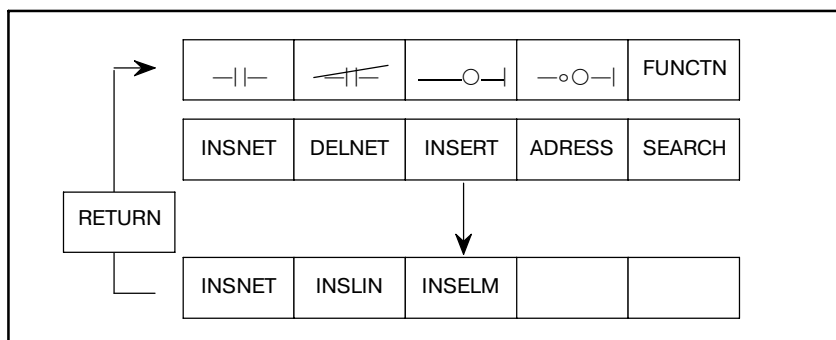 FUNCTN
INSNET DELNET INSERT ADRESS SEARCH
RETURN
INSNET INSLIN INSELM